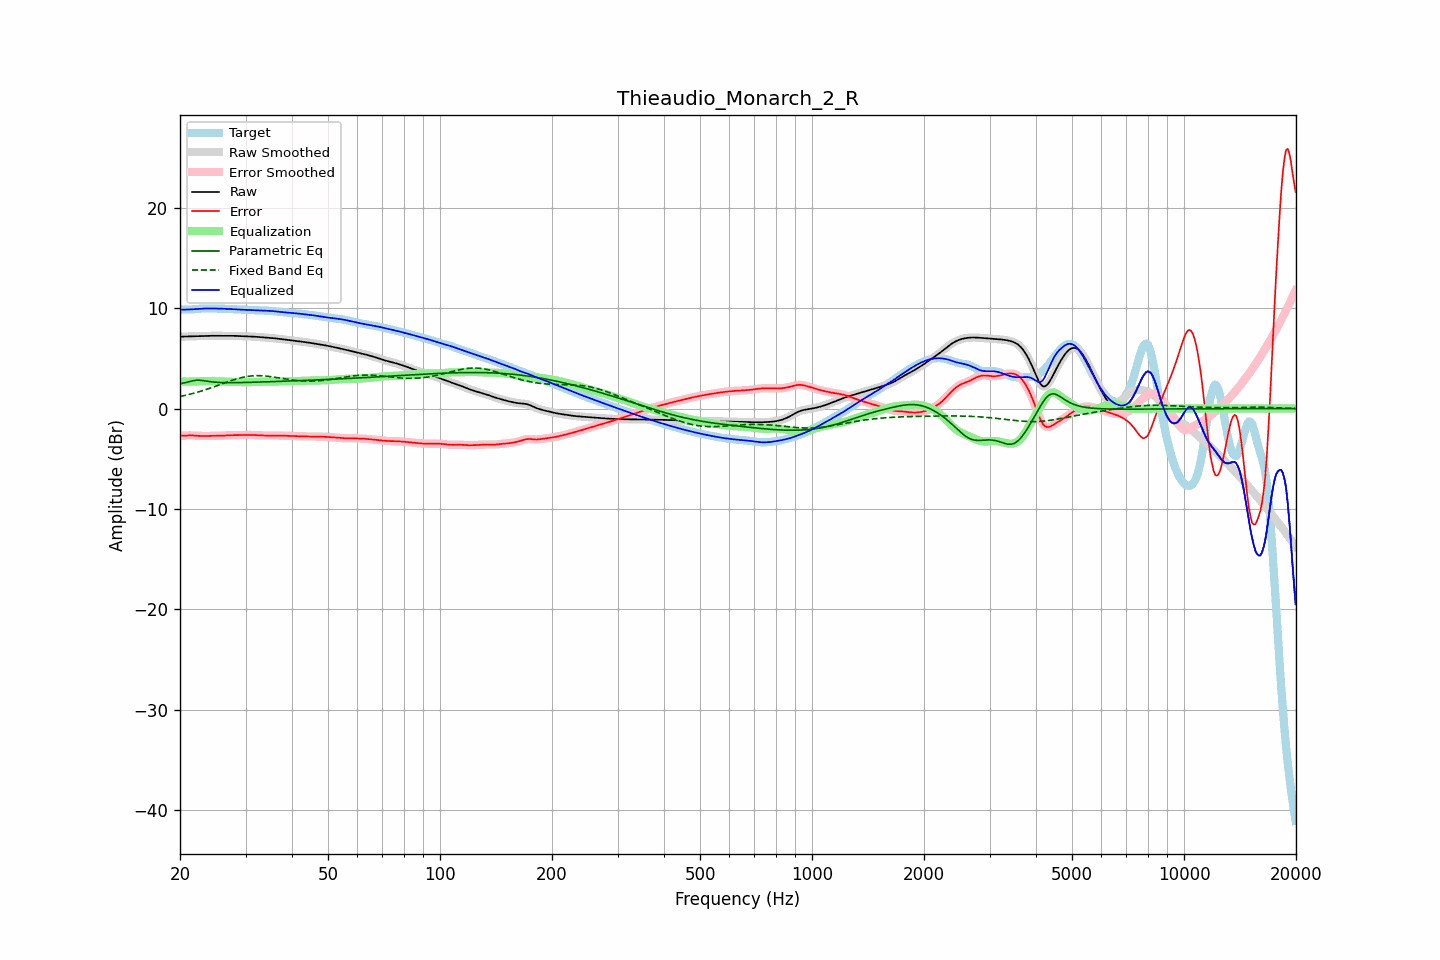 Thieaudio_Monarch_2_R
Target
Raw Smoothed
Error Smoothed
Raw
Error
Equalization
Parametric Eq
Fixed Band Eq
Equalized
20
10
0
−10
−20
−30
−40
Amplitude (dBr)
20
50
100
200
500
1000
2000
5000
10000
20000
Frequency (Hz)